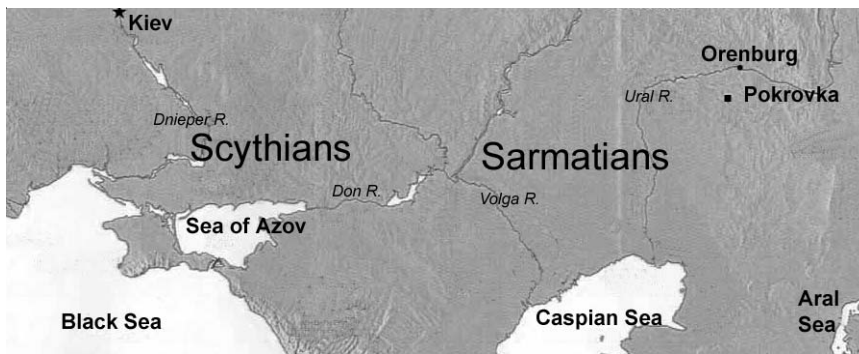 Kiev
Orenburg
Ural R.
Pokrovka
Dnieper R.
Scythians
Sarmatians
Don R.
Volga R.
Sea of Azov
Black Sea
Caspian Sea
Aral
Sea